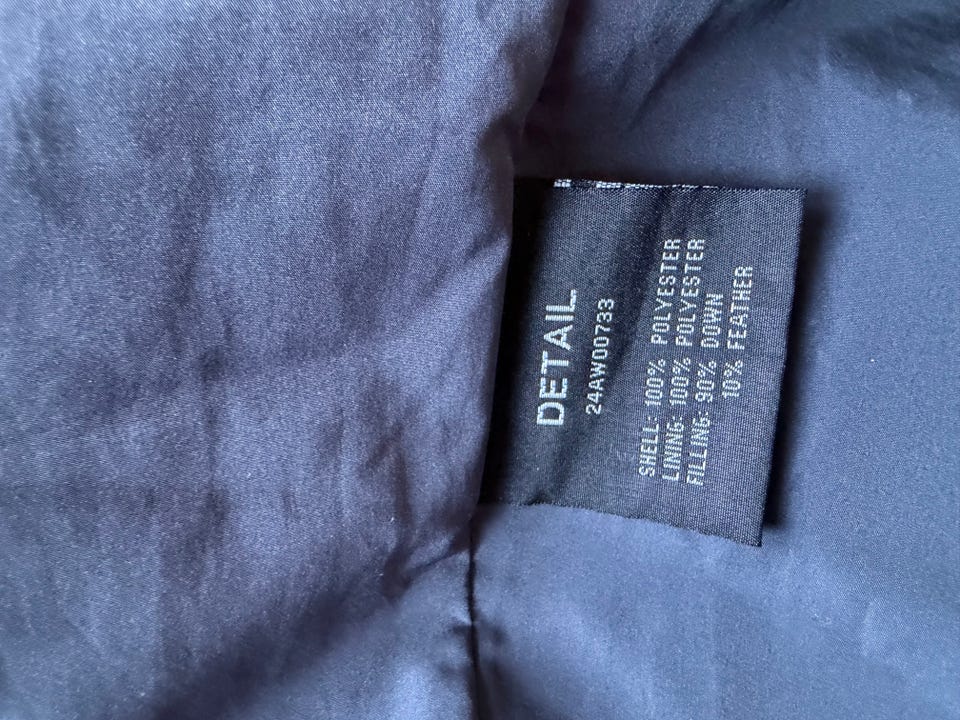 DETAIL
24AW00733
SHELL: 100% POLYESTER
LINING: 100% POLYESTER
FILLING: 90% DOWN
10% FEATHER